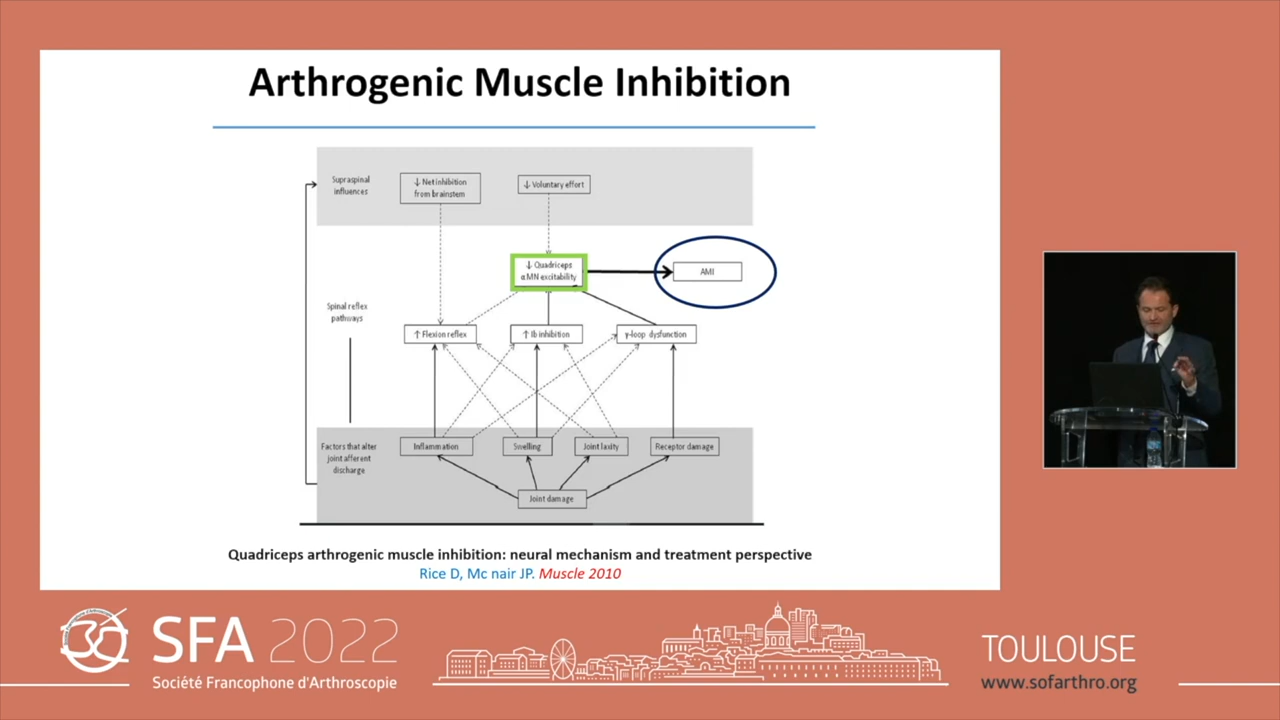 Arthrogenic Muscle Inhibition
Supraspinal
influences
↓ Net inhibition
from brainstem
↓ Voluntary effort
↓ Quadriceps
αMN excitability
AMI
Spinal reflex
pathways
↑ Flexion reflex
↑ Ib inhibition
γ-loop dysfunction
Factors that alter
joint afferent
discharge
Inflammation
Swelling
Joint laxity
Receptor damage
Joint damage
Quadriceps arthrogenic muscle inhibition: neural mechanism and treatment perspective
Rice D, Mc nair JP. Muscle 2010
30
SFA 2022
Société Francophone d'Arthroscopie
TOULOUSE
www.sofarthro.org